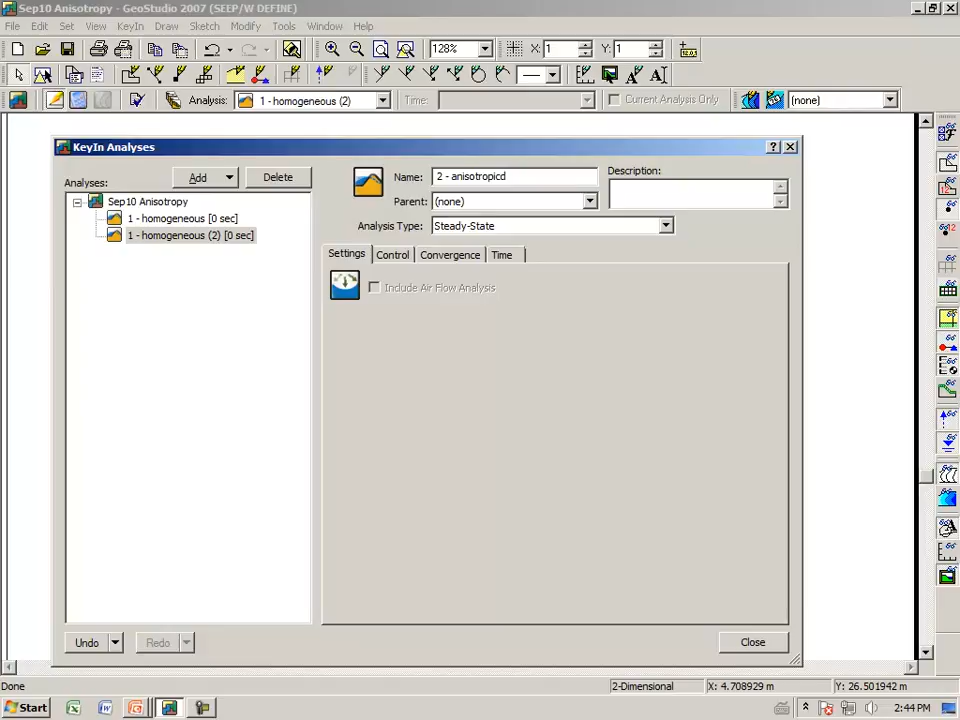 Sep10 Anisotropy - GeoStudio 2007 (SEEP/W DEFINE)
File Edit Set View KeyIn Draw Sketch Modify Tools Window Help
128% X: 1 Y: 1
Analysis: 1 - homogeneous (2) Time: Current Analysis Only (none)
KeyIn Analyses
Analyses: Add Delete
Name: 2 - anisotropicd
Description:
Parent: (none)
Analysis Type: Steady-State
Sep10 Anisotropy
1 - homogeneous [0 sec]
1 - homogeneous (2) [0 sec]
Settings Control Convergence Time
Include Air Flow Analysis
Undo Redo Close
Done 2-Dimensional X: 4.708929 m Y: 26.501942 m
Start 2:44 PM